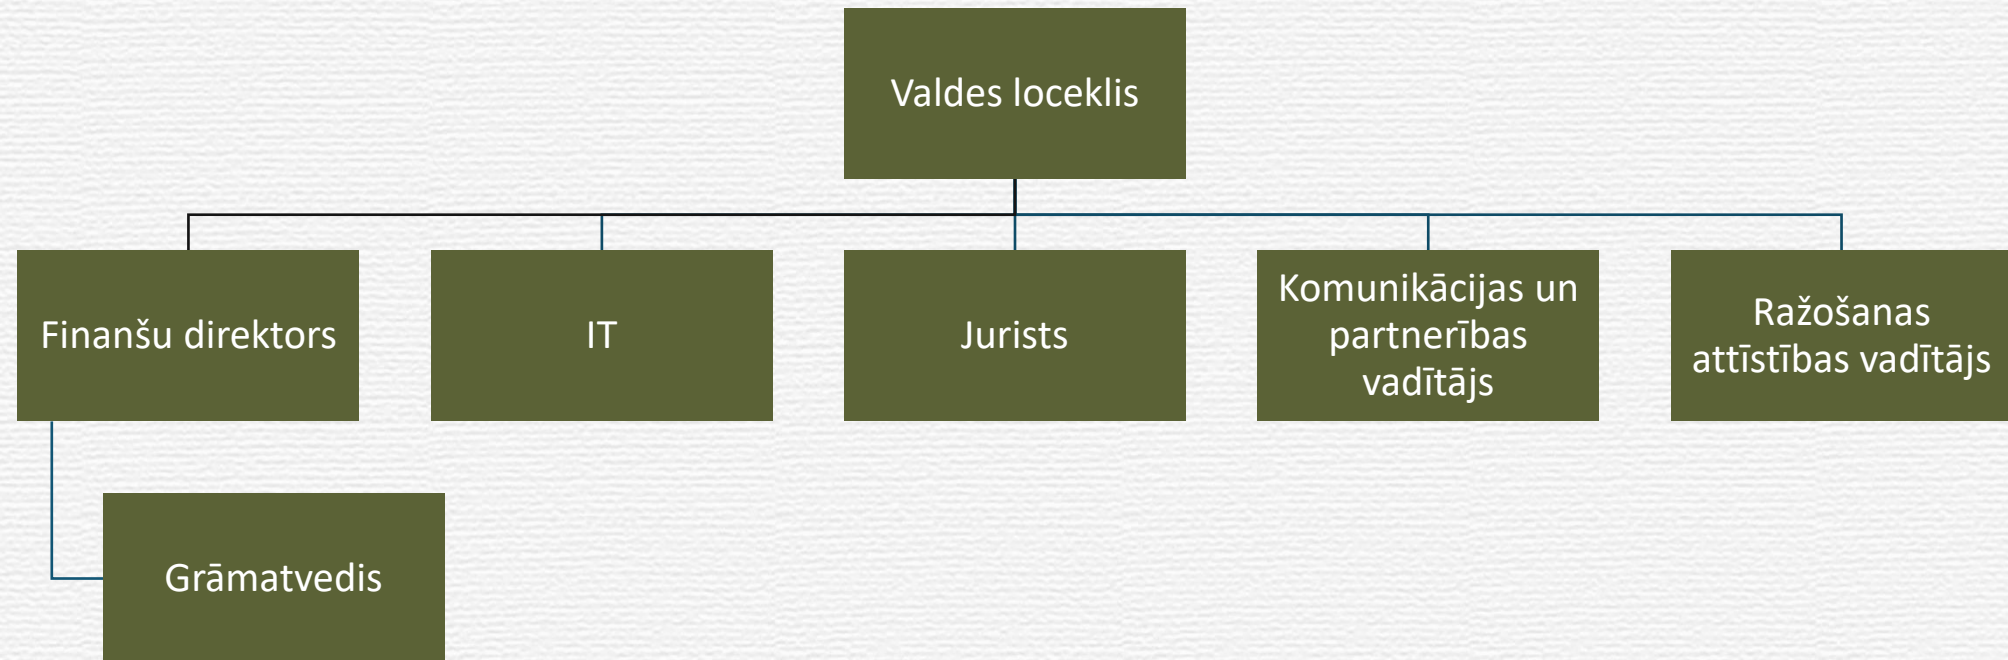 Valdes loceklis
Finanšu direktors
IT
Jurists
Komunikācijas un
partnerības
vadītājs
Ražošanas
attīstības vadītājs
Grāmatvedis